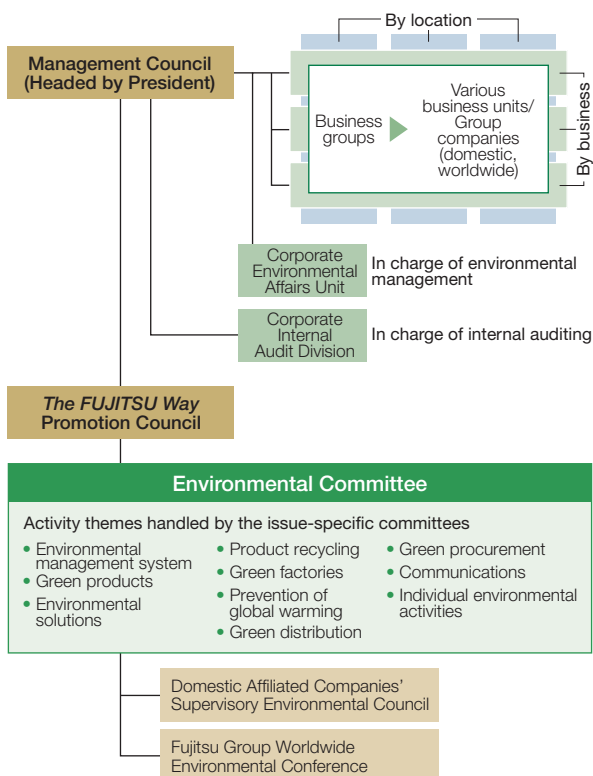 By location
Management Council
(Headed by President)
Business
groups
Various
business units/
Group
companies
(domestic,
worldwide)
By business
Corporate
Environmental
Affairs Unit
In charge of environmental
management
Corporate
Internal
Audit Division
In charge of internal auditing
The FUJITSU Way
Promotion Council
Environmental Committee
Activity themes handled by the issue-specific committees
• Environmental
management system
• Green products
• Environmental
solutions
• Product recycling
• Green factories
• Prevention of
global warming
• Green distribution
• Green procurement
• Communications
• Individual environmental
activities
Domestic Affiliated Companies'
Supervisory Environmental Council
Fujitsu Group Worldwide
Environmental Conference